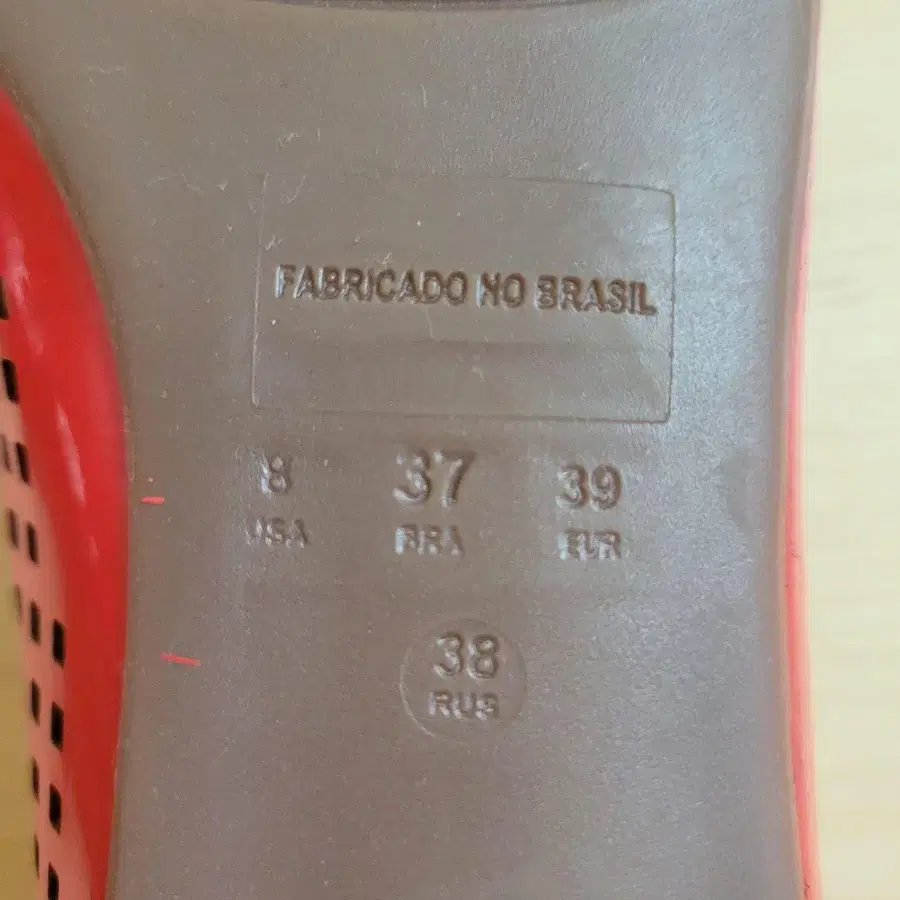 FABRICADO NO BRASIL
8 37 39
USA BRA EUR
38
RUS